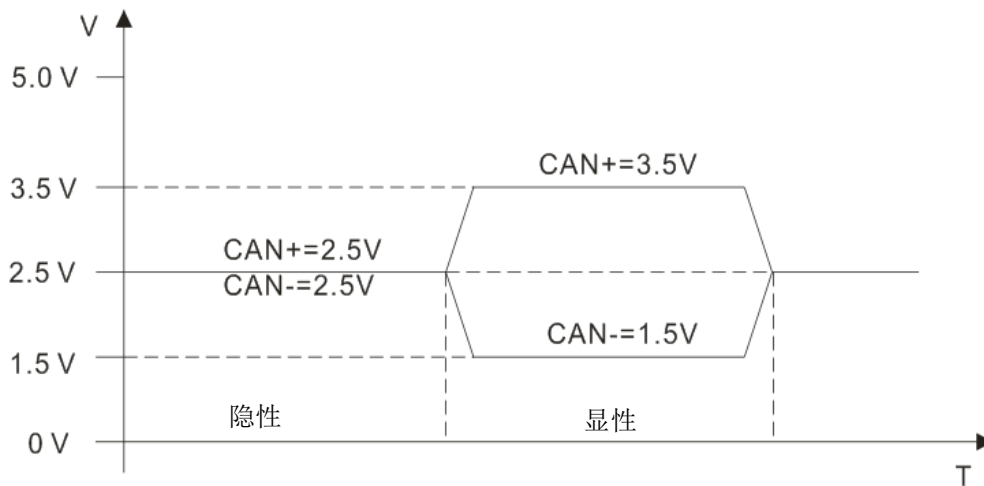 V
5.0 V
CAN+=3.5V
3.5 V
CAN+=2.5V
2.5 V
CAN-=2.5V
CAN-=1.5V
1.5 V
隐性
显性
0 V
T